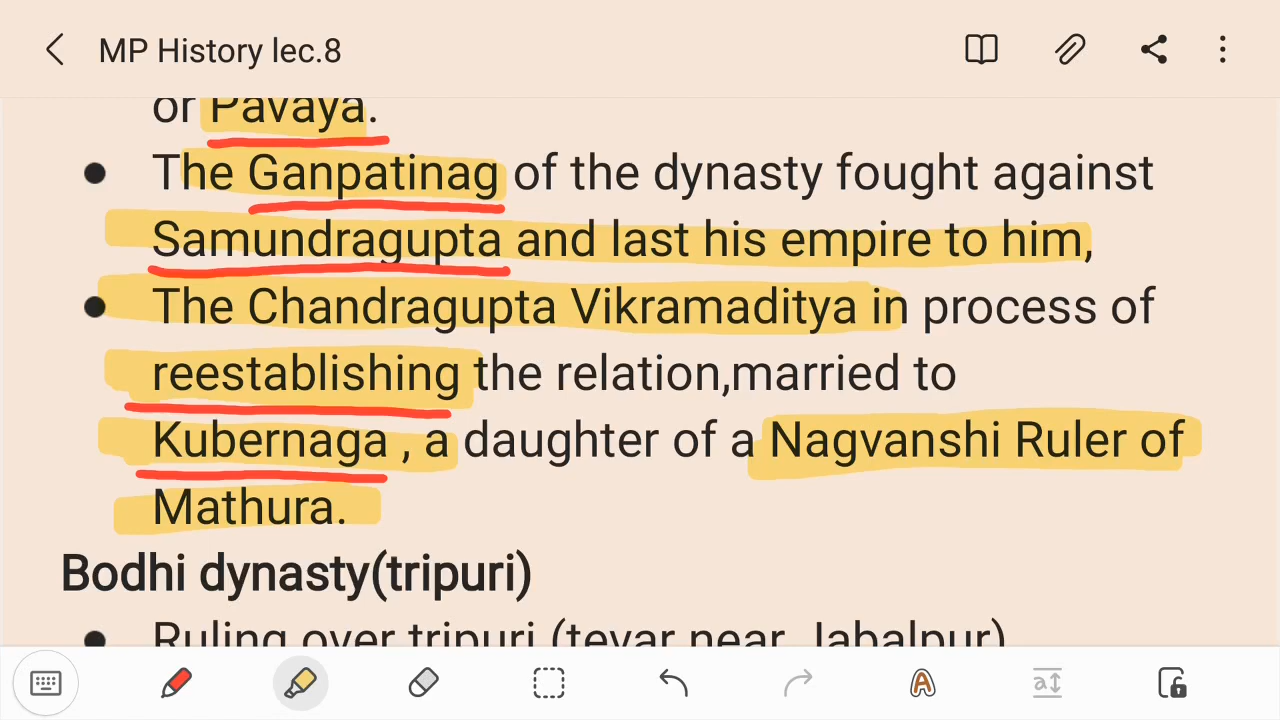 MP History lec.8
or Pavaya.
The Ganpatinag of the dynasty fought against
Samundragupta and last his empire to him,
The Chandragupta Vikramaditya in process of
reestablishing the relation,married to
Kubernaga , a daughter of a Nagvanshi Ruler of
Mathura.
Bodhi dynasty(tripuri)
Ruling over tripuri (tevar near Jabalpur)